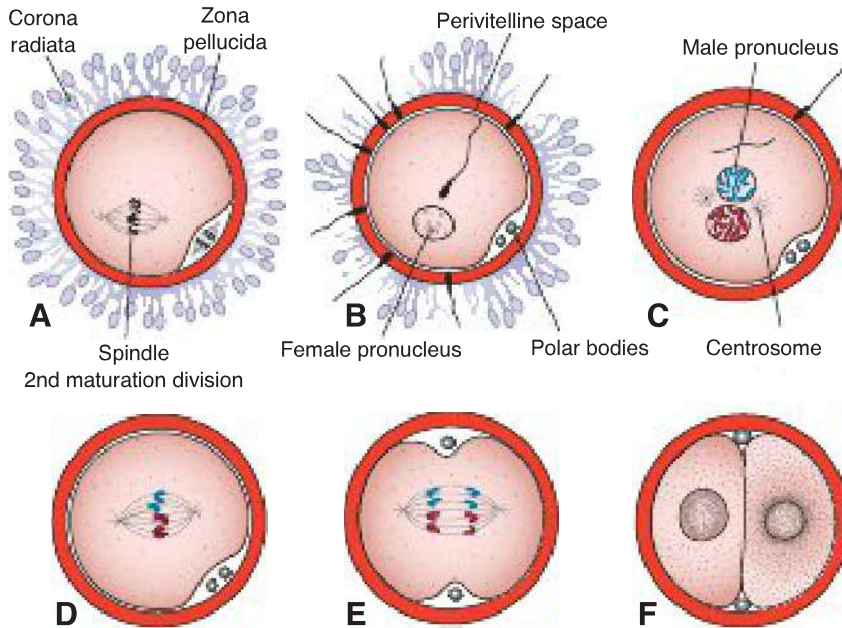 Corona
radiata
Zona
pellucida
Perivitelline space
Male pronucleus
A
B
C
Spindle
2nd maturation division
Female pronucleus
Polar bodies
Centrosome
D
E
F